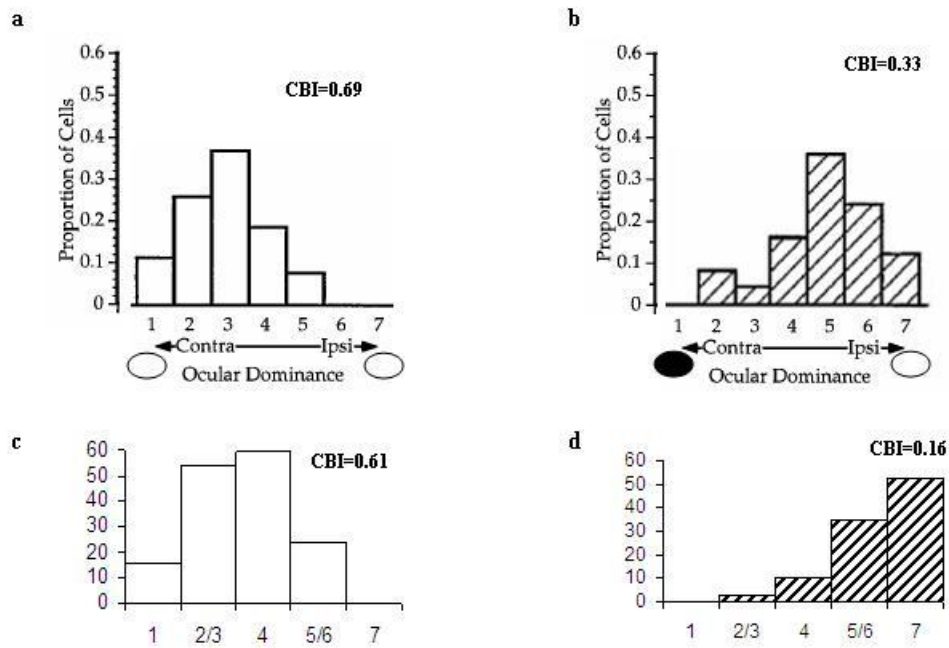 a
CBI=0.69
Proportion of Cells
0.6
0.5
0.4
0.3
0.2
0.1
0
1 2 3 4 5 6 7
Contra Ipsi
Ocular Dominance
b
CBI=0.33
Proportion of Cells
0.6
0.5
0.4
0.3
0.2
0.1
0
1 2 3 4 5 6 7
Contra Ipsi
Ocular Dominance
c
CBI=0.61
60
50
40
30
20
10
0
1 2/3 4 5/6 7
d
CBI=0.16
60
50
40
30
20
10
0
1 2/3 4 5/6 7